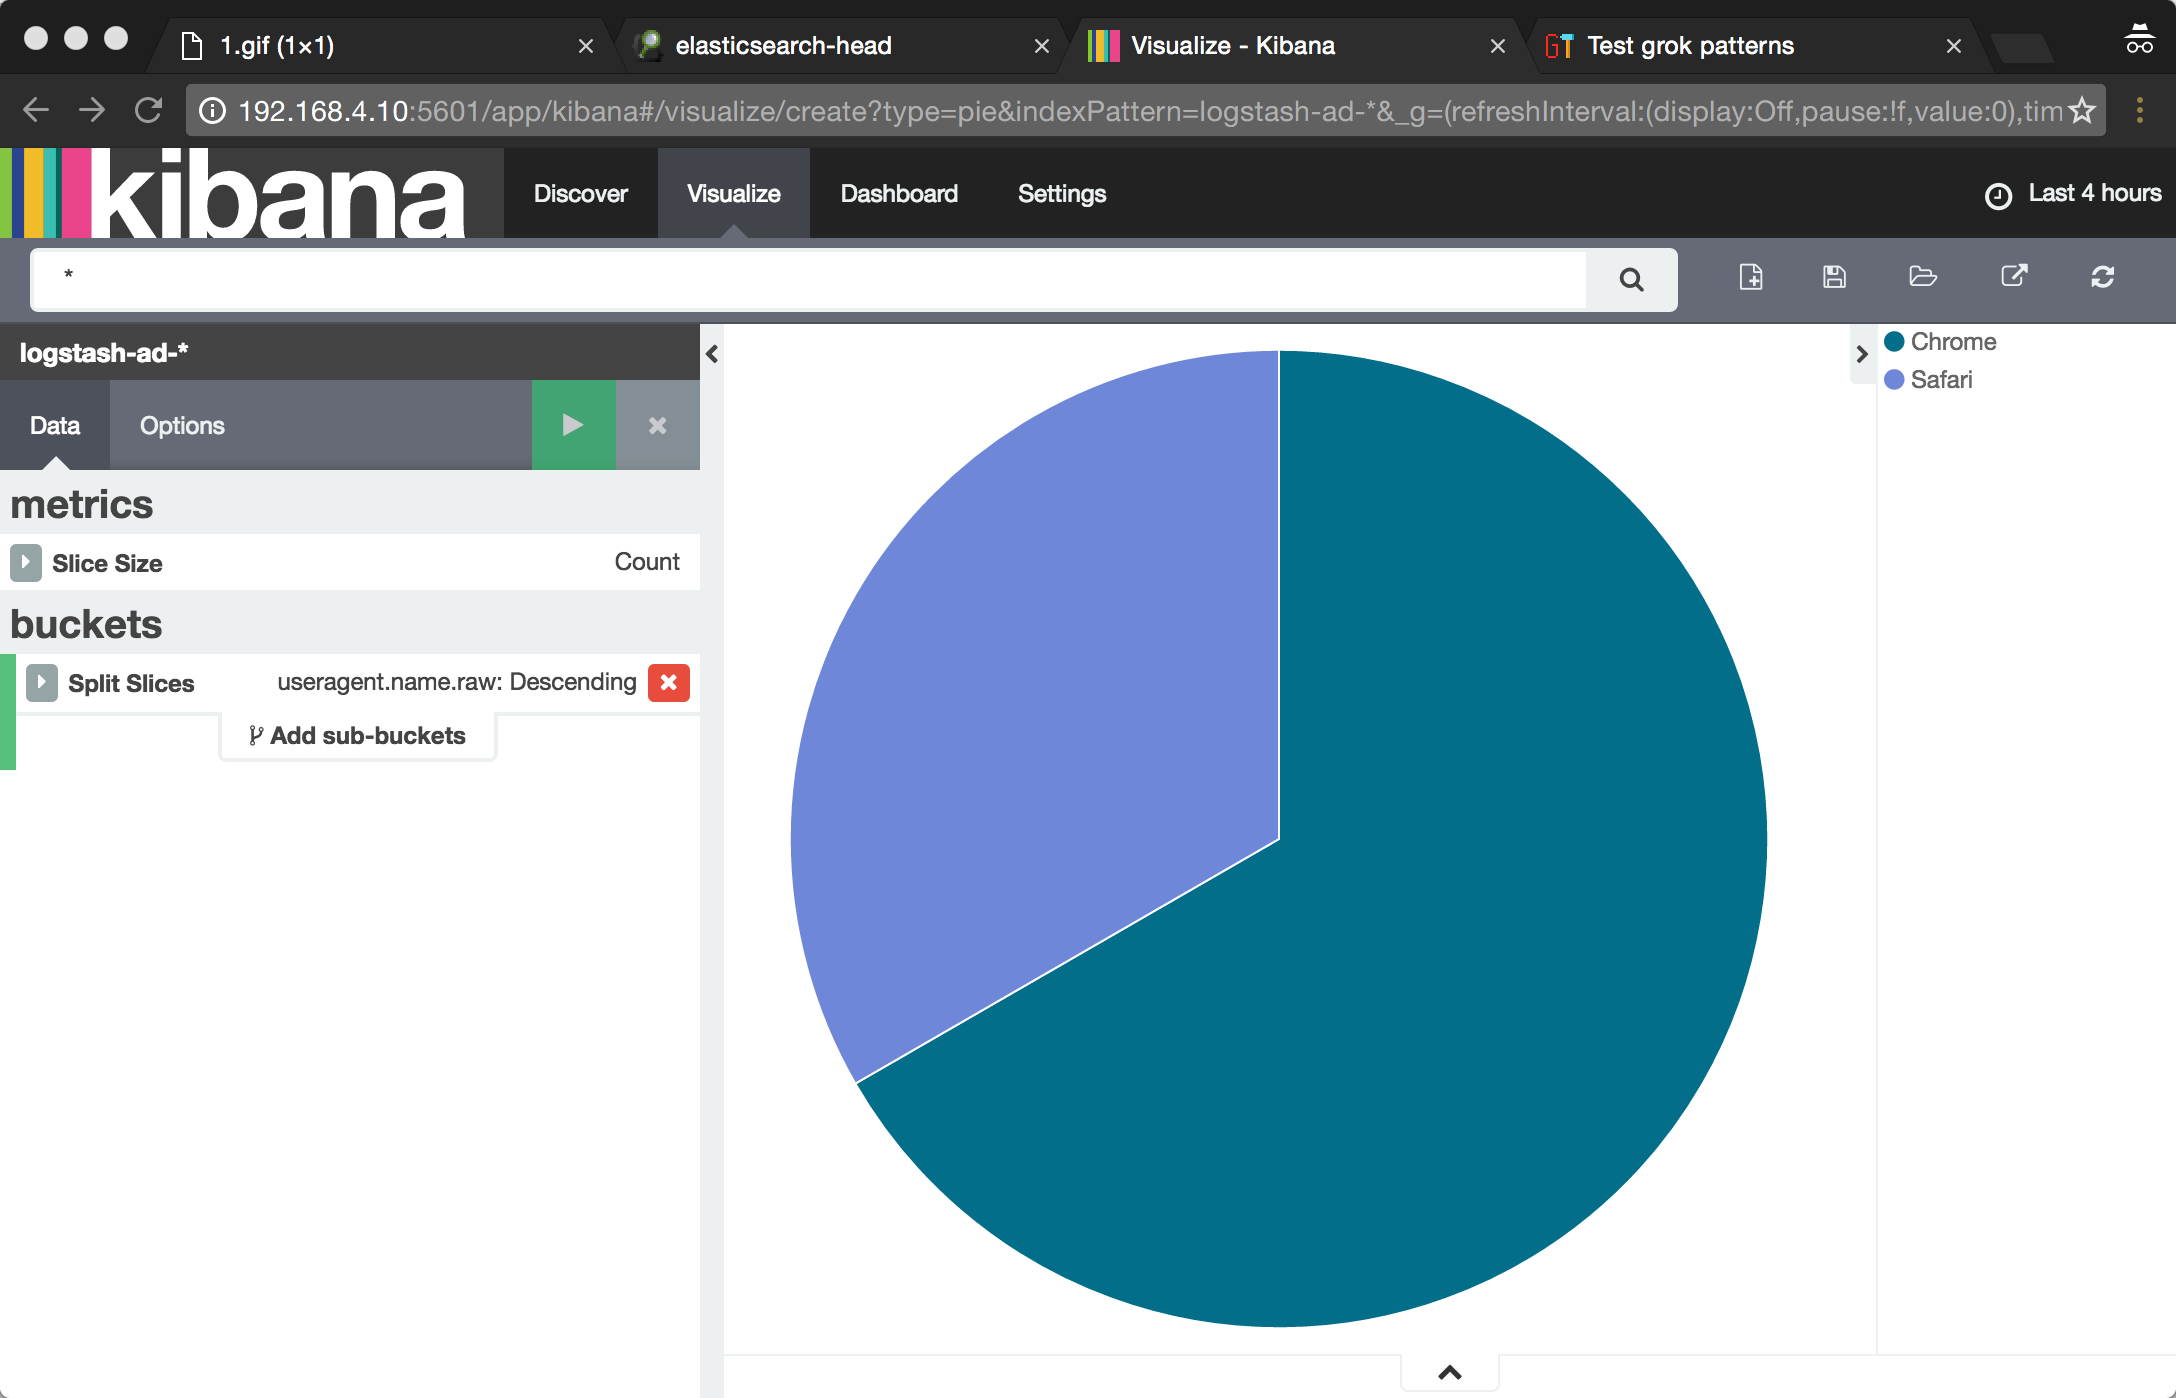 1.gif (1×1)
elasticsearch-head
Visualize - Kibana
GT Test grok patterns
192.168.4.10:5601/app/kibana#/visualize/create?type=pie&indexPattern=logstash-ad-*&_g=(refreshInterval:(display:Off,pause:!f,value:0),tim
kibana
Discover
Visualize
Dashboard
Settings
Last 4 hours
*
logstash-ad-*
Data
Options
metrics
Slice Size
Count
buckets
Split Slices
useragent.name.raw: Descending
Add sub-buckets
Chrome
Safari